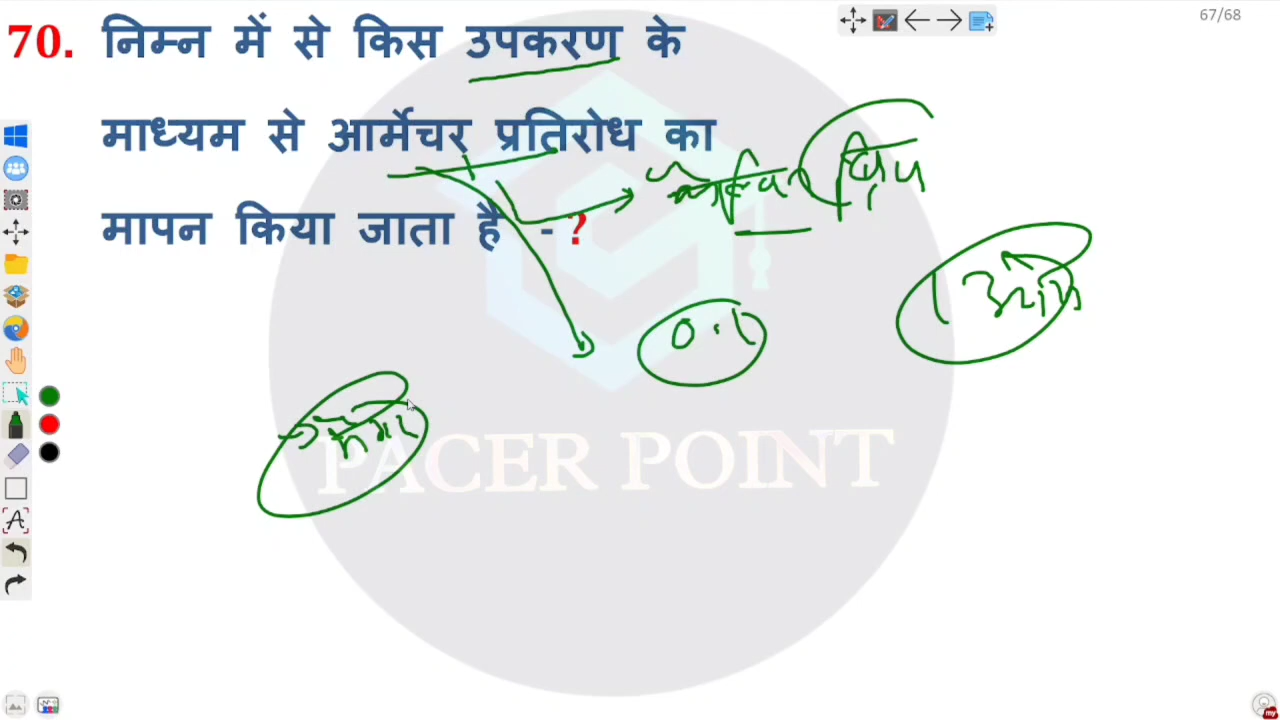 67/68
70. निम्न में से किस उपकरण के
माध्यम से आर्मेचर प्रतिरोध का
मापन किया जाता है - ?
0.1
PACER POINT